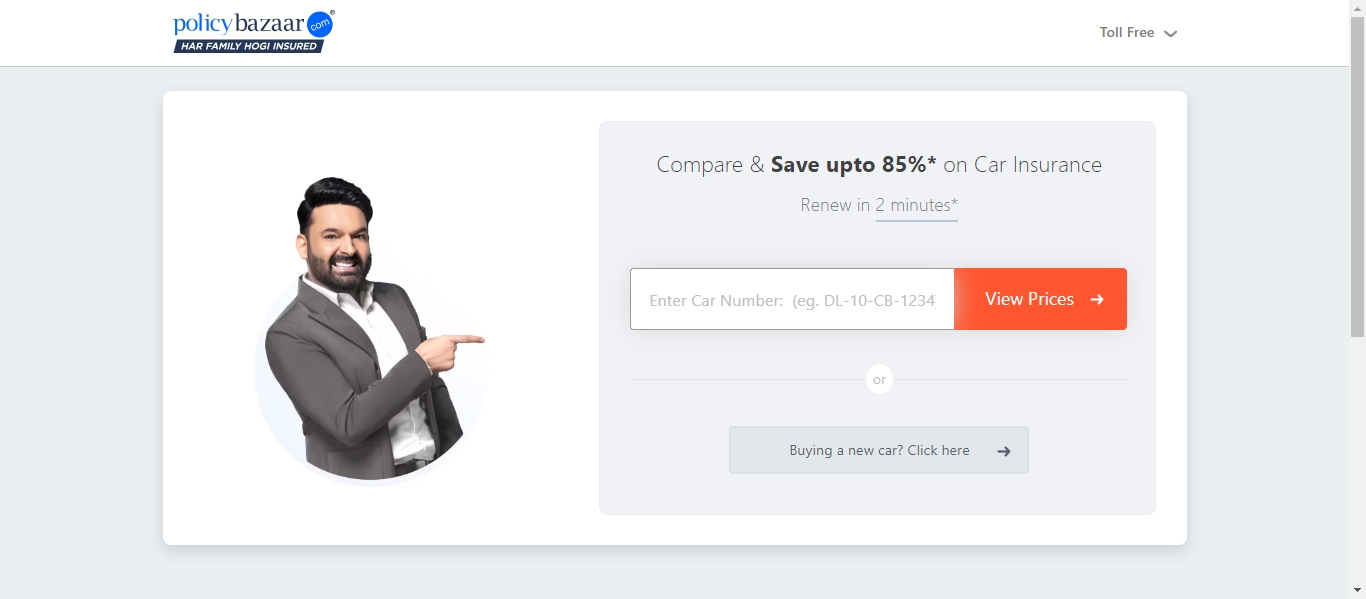 policybazaar.com®
HAR FAMILY HOGI INSURED
Toll Free
Compare & Save upto 85%* on Car Insurance
Renew in 2 minutes*
Enter Car Number: (eg. DL-10-CB-1234
View Prices
or
Buying a new car? Click here